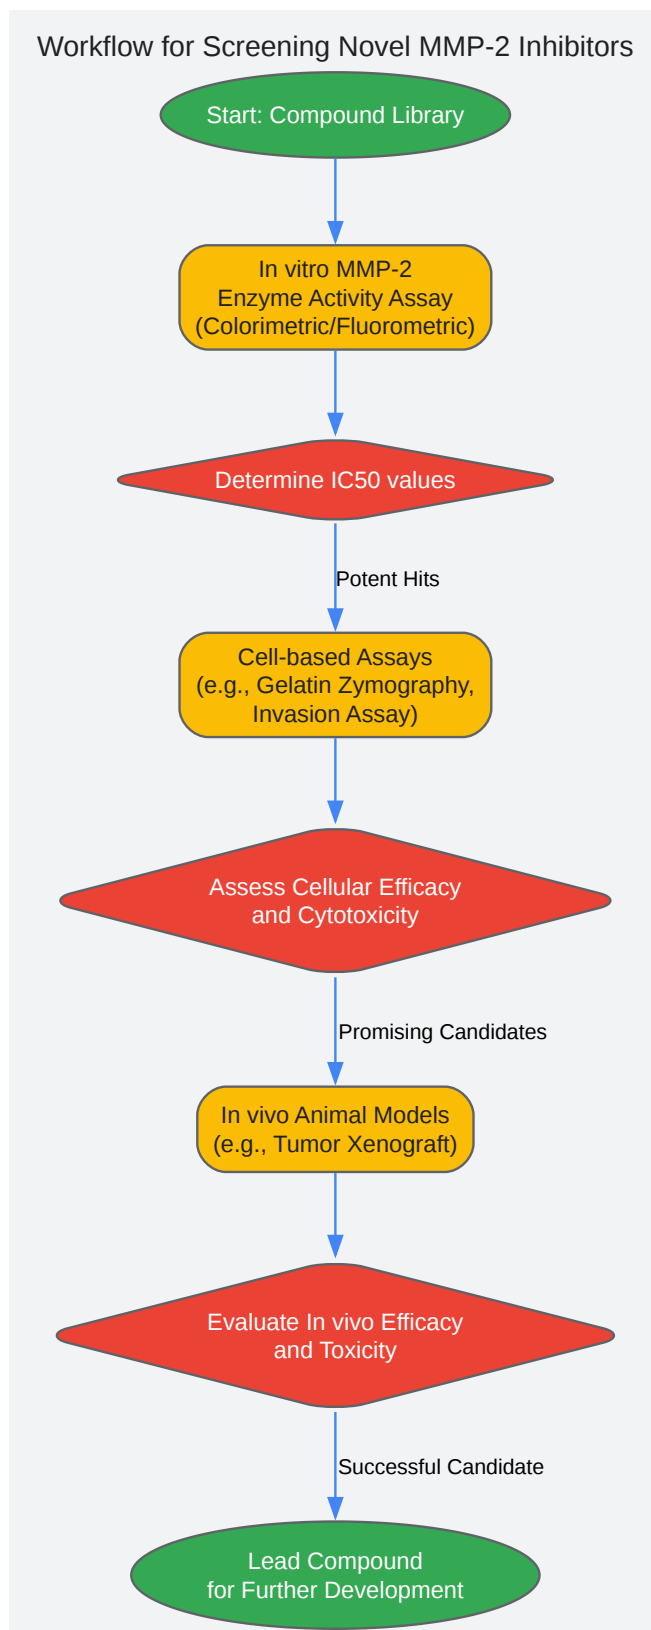 Workflow for Screening Novel MMP-2 Inhibitors
Start: Compound Library
In vitro MMP-2
Enzyme Activity Assay
(Colorimetric/Fluorometric)
Determine IC50 values
Potent Hits
Cell-based Assays
(e.g., Gelatin Zymography,
Invasion Assay)
Assess Cellular Efficacy
and Cytotoxicity
Promising Candidates
In vivo Animal Models
(e.g., Tumor Xenograft)
Evaluate In vivo Efficacy
and Toxicity
Successful Candidate
Lead Compound
for Further Development